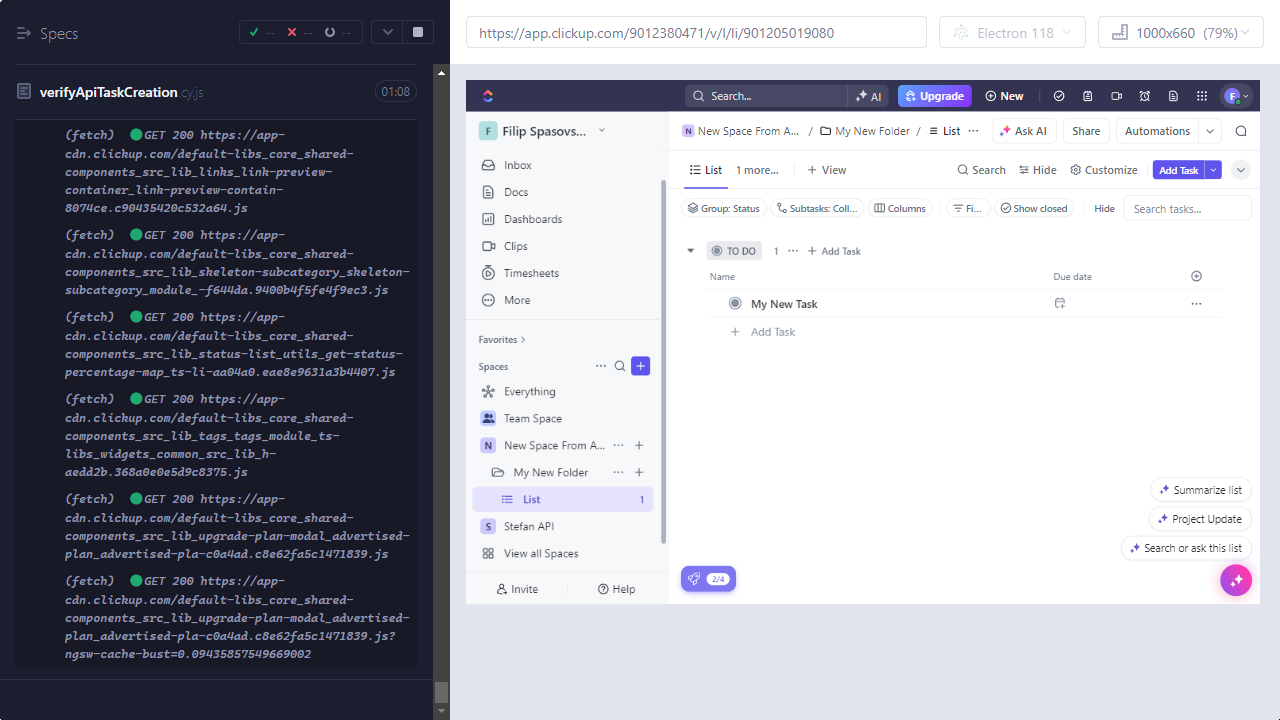 Specs
-- -- --
verifyApiTaskCreation.cy.js 01:08
(fetch) GET 200 https://app-
cdn.clickup.com/default-libs_core_shared-
components_src_lib_links_link-preview-
container_link-preview-contain-
8074ce.c90435420c532a64.js
(fetch) GET 200 https://app-
cdn.clickup.com/default-libs_core_shared-
components_src_lib_skeleton-subcategory_skeleton-
subcategory_module_-f644da.9400b4f5fe4f9ec3.js
(fetch) GET 200 https://app-
cdn.clickup.com/default-libs_core_shared-
components_src_lib_status-list_utils_get-status-
percentage-map_ts-li-aa04a0.eae8e9631a3b4407.js
(fetch) GET 200 https://app-
cdn.clickup.com/default-libs_core_shared-
components_src_lib_tags_tags_module_ts-
libs_widgets_common_src_lib_h-
aedd2b.368a0e0e5d9c8375.js
(fetch) GET 200 https://app-
cdn.clickup.com/default-libs_core_shared-
components_src_lib_upgrade-plan-modal_advertised-
plan_advertised-pla-c0a4ad.c8e62fa5c1471839.js
(fetch) GET 200 https://app-
cdn.clickup.com/default-libs_core_shared-
components_src_lib_upgrade-plan-modal_advertised-
plan_advertised-pla-c0a4ad.c8e62fa5c1471839.js?
ngsw-cache-bust=0.09435857549669002
https://app.clickup.com/9012380471/v/l/li/901205019080
Electron 118
1000x660 (79%)
Search... AI Upgrade New F
F Filip Spasovs...
Inbox
Docs
Dashboards
Clips
Timesheets
More
Favorites
Spaces
Everything
Team Space
N New Space From A...
My New Folder
List 1
S Stefan API
View all Spaces
Invite Help
N New Space From A... / My New Folder / List ... Ask AI Share Automations
List 1 more... + View Search Hide Customize Add Task
Group: Status Subtasks: Coll... Columns Fi... Show closed Hide Search tasks...
TO DO 1 ... + Add Task
Name Due date
My New Task
+ Add Task
Summarize list
Project Update
Search or ask this list
2/4